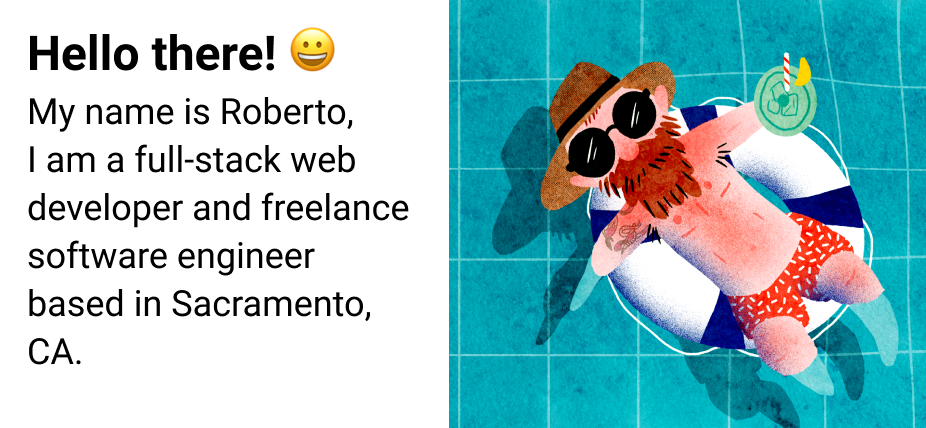 Hello there! 😀
My name is Roberto,
I am a full-stack web
developer and freelance
software engineer
based in Sacramento,
CA.